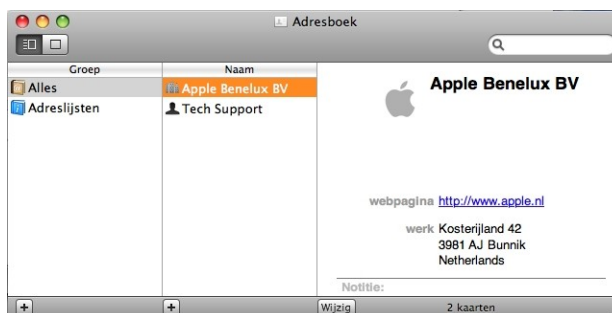 Adresboek
Groep
Alles
Adreslijsten
Naam
Apple Benelux BV
Tech Support
Apple Benelux BV
webpagina http://www.apple.nl
werk Kosterijland 42
3981 AJ Bunnik
Netherlands
Notitie:
Wijzig
2 kaarten